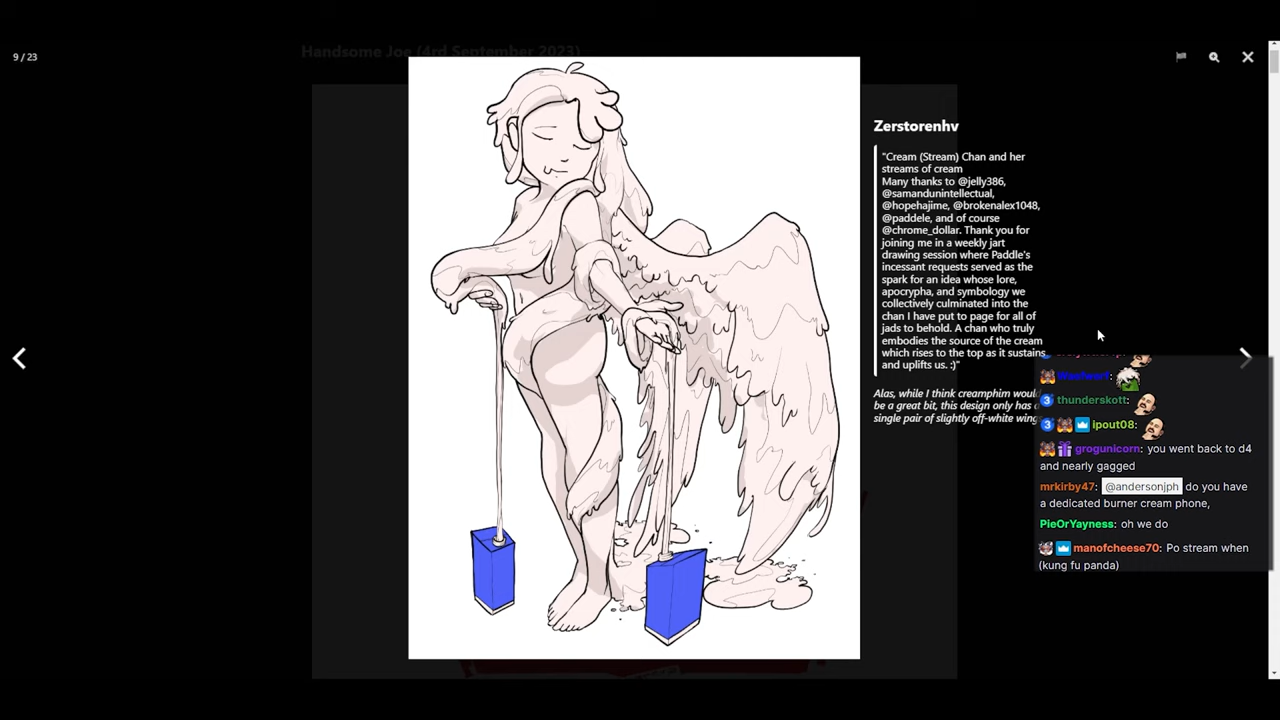 Handsome Joe (4rd September 2023)
9 / 23
Zerstorenhv
"Cream (Stream) Chan and her
streams of cream
Many thanks to @jelly386,
@samandunintellectual,
@hopehajime, @brokenalex1048,
@paddele, and of course
@chrome_dollar. Thank you for
joining me in a weekly jart
drawing session where Paddle's
incessant requests served as the
spark for an idea whose lore,
apocrypha, and symbology we
collectively culminated into the
chan I have put to page for all of
jads to behold. A chan who truly
embodies the source of the cream
which rises to the top as it sustains
and uplifts us. :)"
Alas, while I think creamphim would
be a great bit, this design only has a
single pair of slightly off-white wing
3 thunderskott:
3 ipout08:
grogunicorn: you went back to d4
and nearly gagged
mrkirby47: @andersonjph do you have
a dedicated burner cream phone,
PieOrYayness: oh we do
manofcheese70: Po stream when
(kung fu panda)